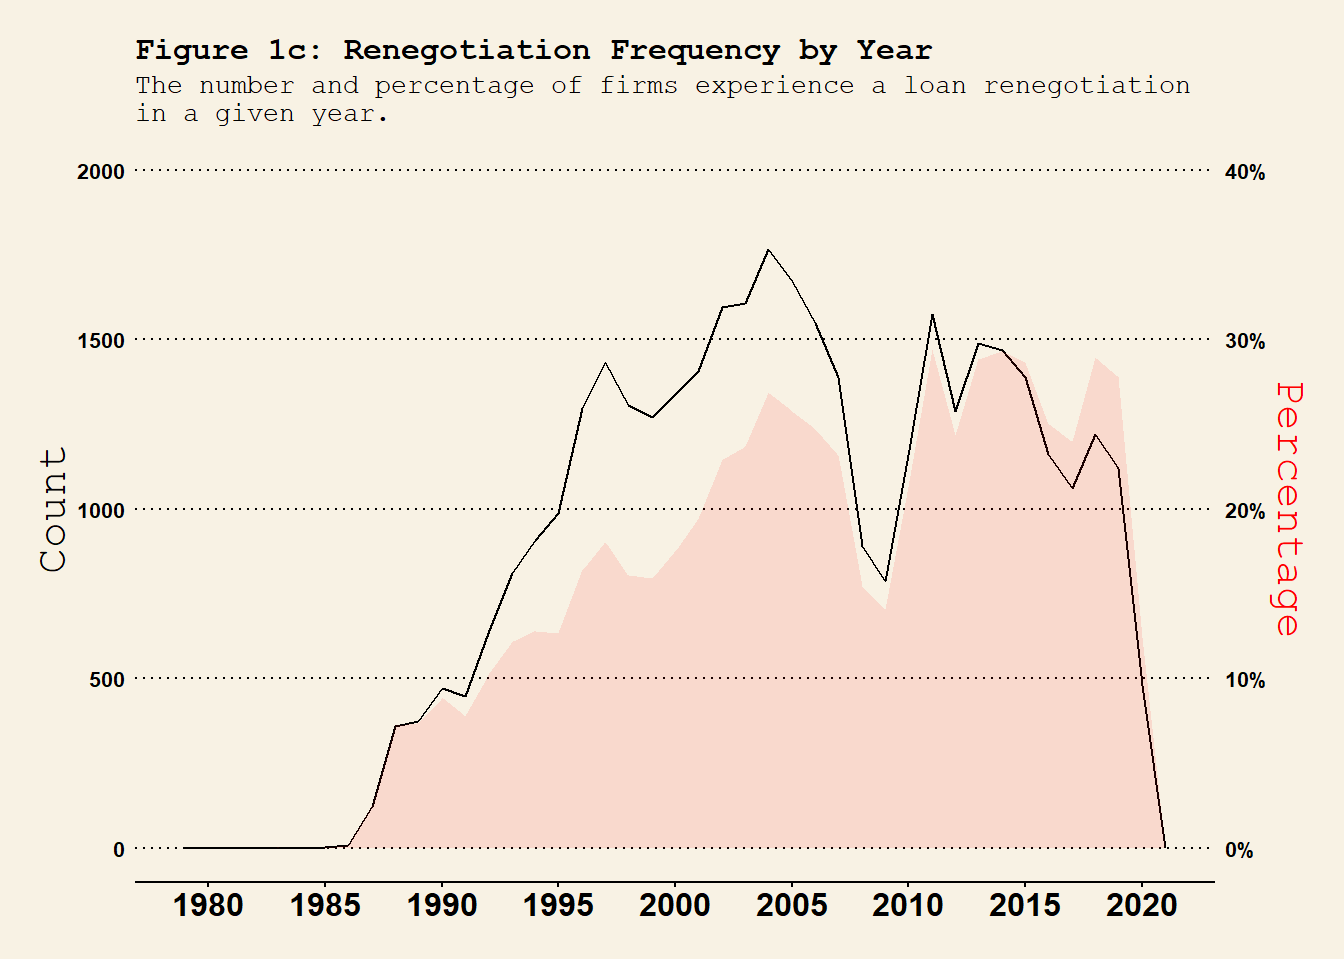 Figure 1c: Renegotiation Frequency by Year
The number and percentage of firms experience a loan renegotiation
in a given year.
2000
1500
1000
500
0
Count
40%
30%
20%
10%
0%
Percentage
1980 1985 1990 1995 2000 2005 2010 2015 2020